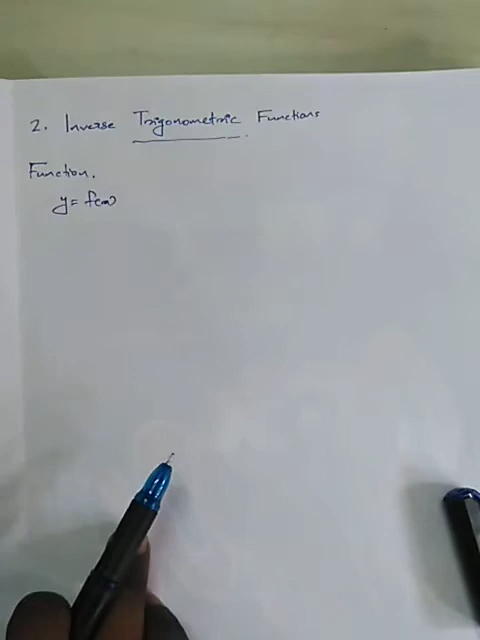 2. Inverse Trigonometric Functions
Function.
y = f(x)